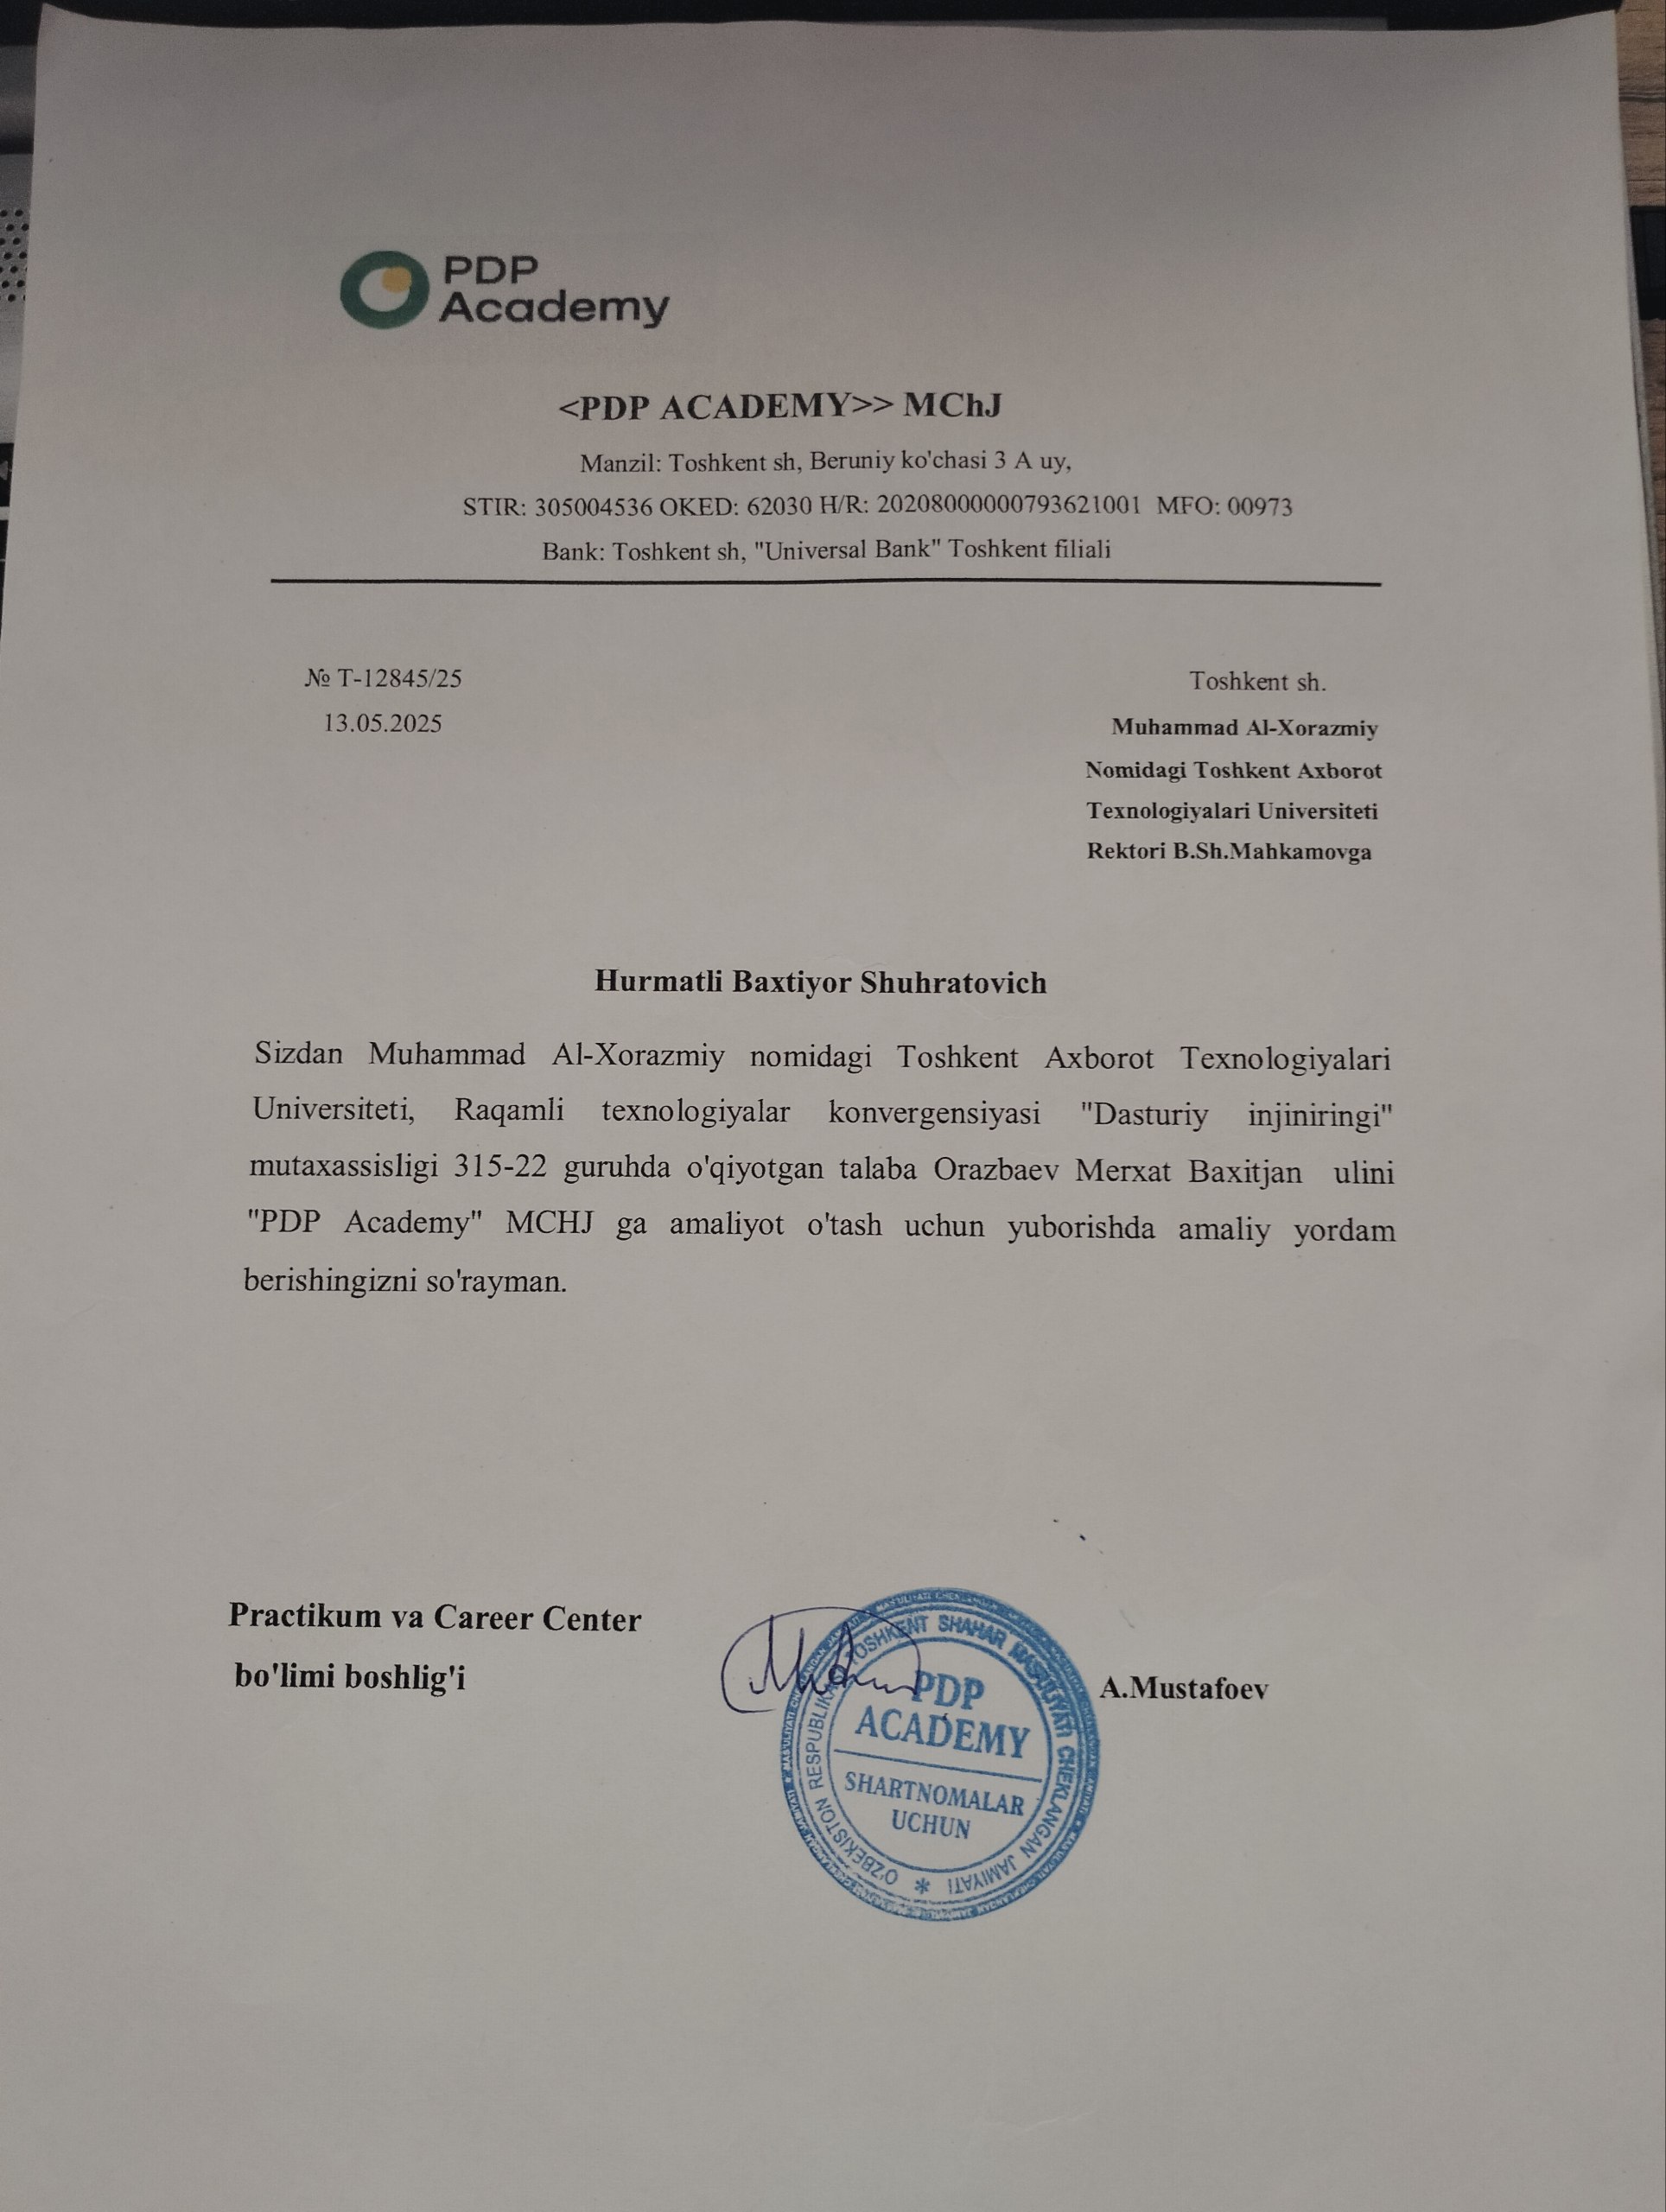 PDP
Academy
<PDP ACADEMY>> MChJ
Manzil: Toshkent sh, Beruniy ko'chasi 3 A uy,
STIR: 305004536 OKED: 62030 H/R: 20208000000793621001 MFO: 00973
Bank: Toshkent sh, "Universal Bank" Toshkent filiali
№ T-12845/25
13.05.2025
Toshkent sh.
Muhammad Al-Xorazmiy
Nomidagi Toshkent Axborot
Texnologiyalari Universiteti
Rektori B.Sh.Mahkamovga
Hurmatli Baxtiyor Shuhratovich
Sizdan Muhammad Al-Xorazmiy nomidagi Toshkent Axborot Texnologiyalari
Universiteti, Raqamli texnologiyalar konvergensiyasi "Dasturiy injiniringi"
mutaxassisligi 315-22 guruhda o'qiyotgan talaba Orazbaev Merxat Baxitjan ulini
"PDP Academy" MCHJ ga amaliyot o'tash uchun yuborishda amaliy yordam
berishingizni so'rayman.
Practikum va Career Center
bo'limi boshlig'i
A.Mustafoev
O'ZBEKISTON RESPUBLIKASI TOSHKENT SHAHAR MASULIYATI CHEKLANGAN JAMIYATI
PDP
ACADEMY
SHARTNOMALAR
UCHUN